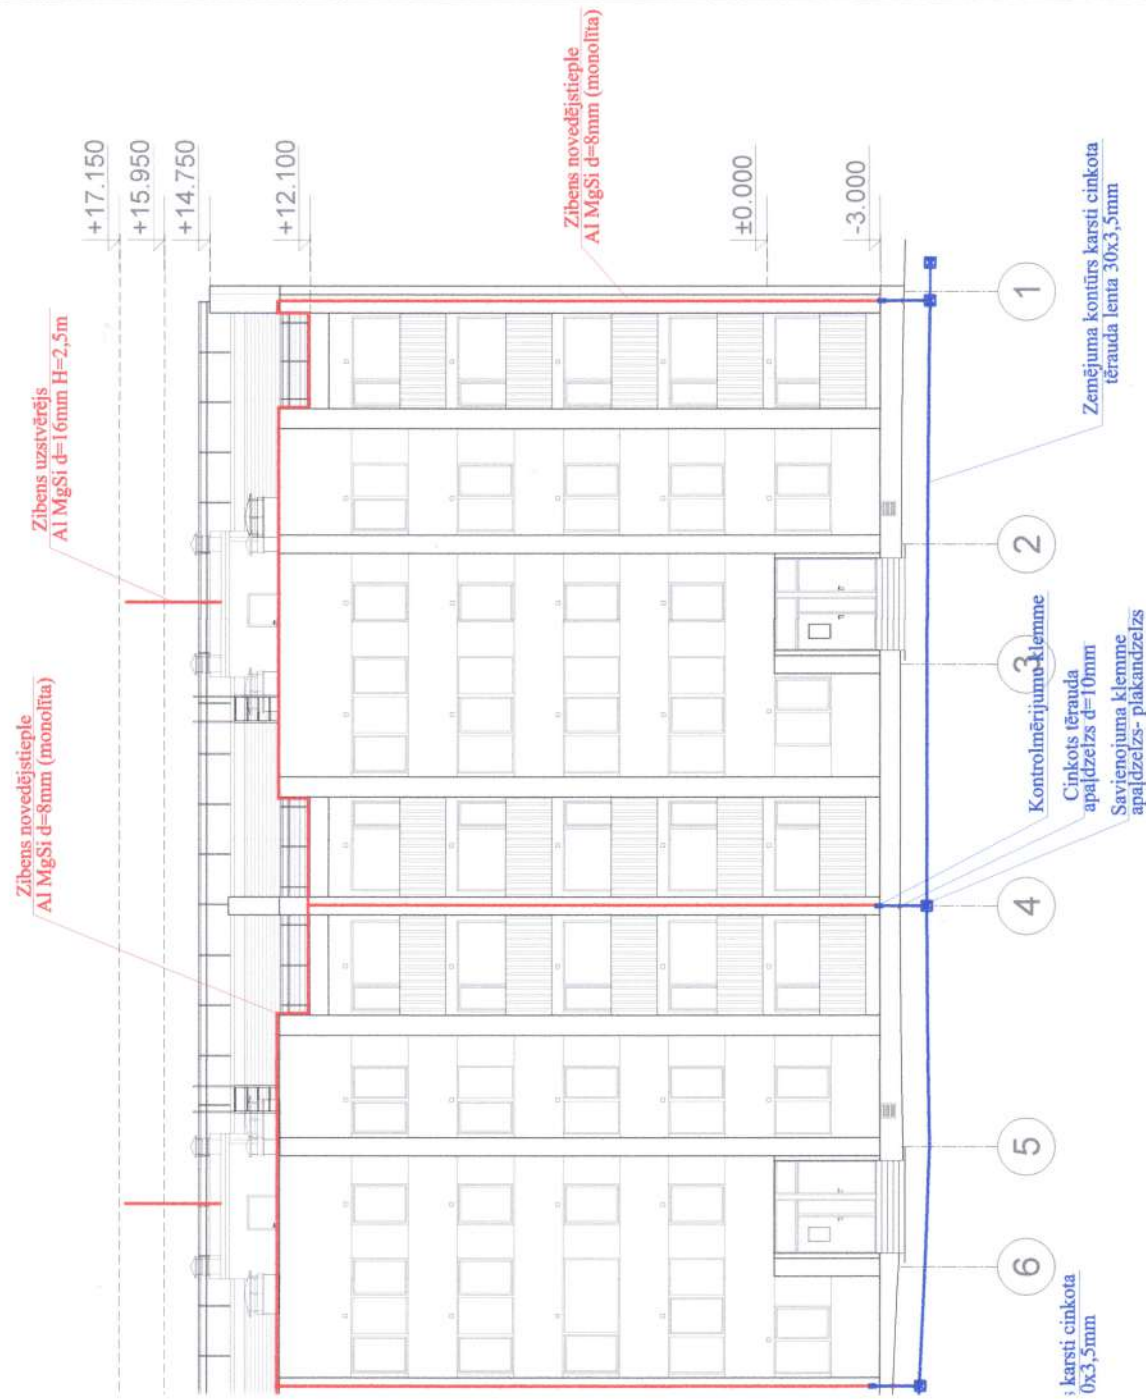 Zibens novedējstieple
Al MgSi d=8mm (monolīta)
Zibens uztvērējs
Al MgSi d=16mm H=2,5m
+17.150
+15.950
+14.750
+12.100
Zibens novedējstieple
Al MgSi d=8mm (monolīta)
±0.000
-3.000
6
5
4
3
2
1
s karsti cinkota
0x3,5mm
Kontrolmērījumu klemme
Cinkots tērauda
apaļdzelzs d=10mm
Savienojuma klemme
apaļdzelzs- plakandzelzs
Zemējuma kontūrs karsti cinkota
tērauda lenta 30x3,5mm